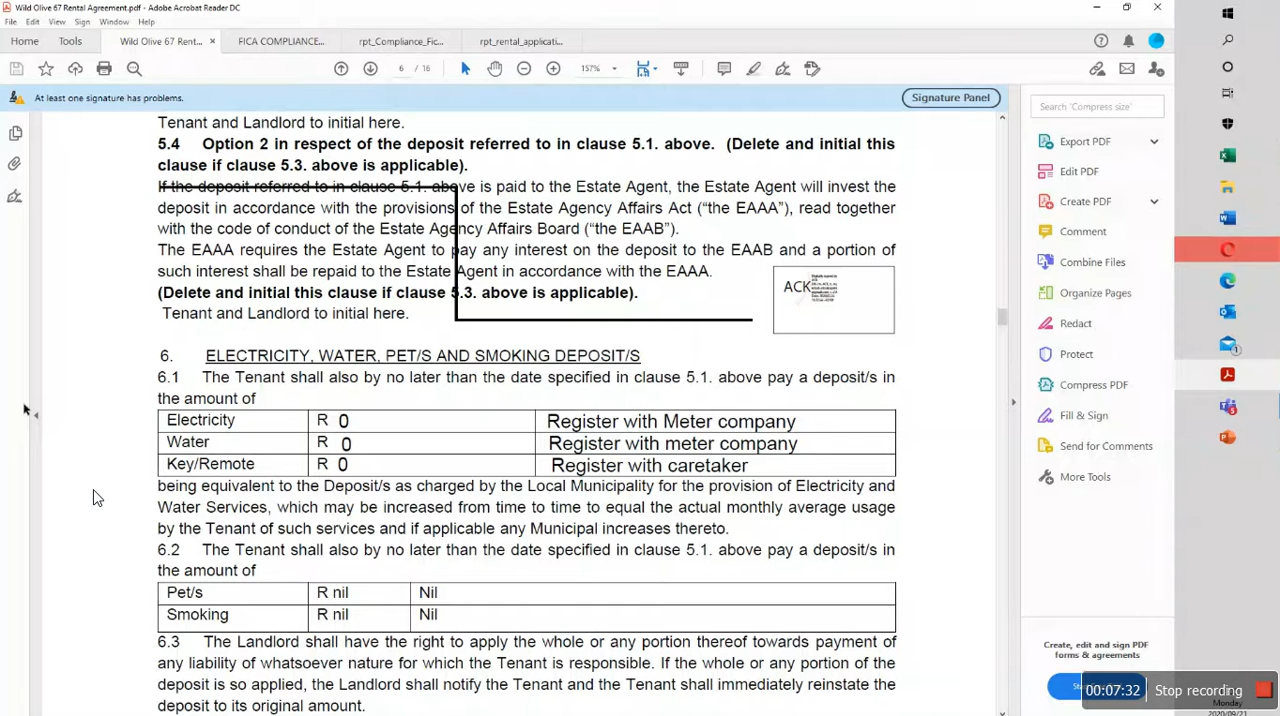 Wild Olive 67 Rental Agreement.pdf - Adobe Acrobat Reader DC
File Edit View Sign Window Help
Home Tools Wild Olive 67 Rent... × FICA COMPLIANCE... rpt_Compliance_Fic... rpt_rental_applicati...
6 / 16 157%
At least one signature has problems. Signature Panel
Tenant and Landlord to initial here.
5.4 Option 2 in respect of the deposit referred to in clause 5.1. above. (Delete and initial this
clause if clause 5.3. above is applicable).
If the deposit referred to in clause 5.1. above is paid to the Estate Agent, the Estate Agent will invest the
deposit in accordance with the provisions of the Estate Agency Affairs Act (“the EAAA”), read together
with the code of conduct of the Estate Agency Affairs Board (“the EAAB”).
The EAAA requires the Estate Agent to pay any interest on the deposit to the EAAB and a portion of
such interest shall be repaid to the Estate Agent in accordance with the EAAA.
(Delete and initial this clause if clause 5.3. above is applicable).
Tenant and Landlord to initial here.
ACK
6. ELECTRICITY, WATER, PET/S AND SMOKING DEPOSIT/S
6.1 The Tenant shall also by no later than the date specified in clause 5.1. above pay a deposit/s in
the amount of
Electricity R 0 Register with Meter company
Water R 0 Register with meter company
Key/Remote R 0 Register with caretaker
being equivalent to the Deposit/s as charged by the Local Municipality for the provision of Electricity and
Water Services, which may be increased from time to time to equal the actual monthly average usage
by the Tenant of such services and if applicable any Municipal increases thereto.
6.2 The Tenant shall also by no later than the date specified in clause 5.1. above pay a deposit/s in
the amount of
Pet/s R nil Nil
Smoking R nil Nil
6.3 The Landlord shall have the right to apply the whole or any portion thereof towards payment of
any liability of whatsoever nature for which the Tenant is responsible. If the whole or any portion of the
deposit is so applied, the Landlord shall notify the Tenant and the Tenant shall immediately reinstate the
deposit to its original amount.
Search 'Compress size'
Export PDF
Edit PDF
Create PDF
Comment
Combine Files
Organize Pages
Redact
Protect
Compress PDF
Fill & Sign
Send for Comments
More Tools
Create, edit and sign PDF
forms & agreements
00:07:32 Stop recording
Monday
2020/09/21